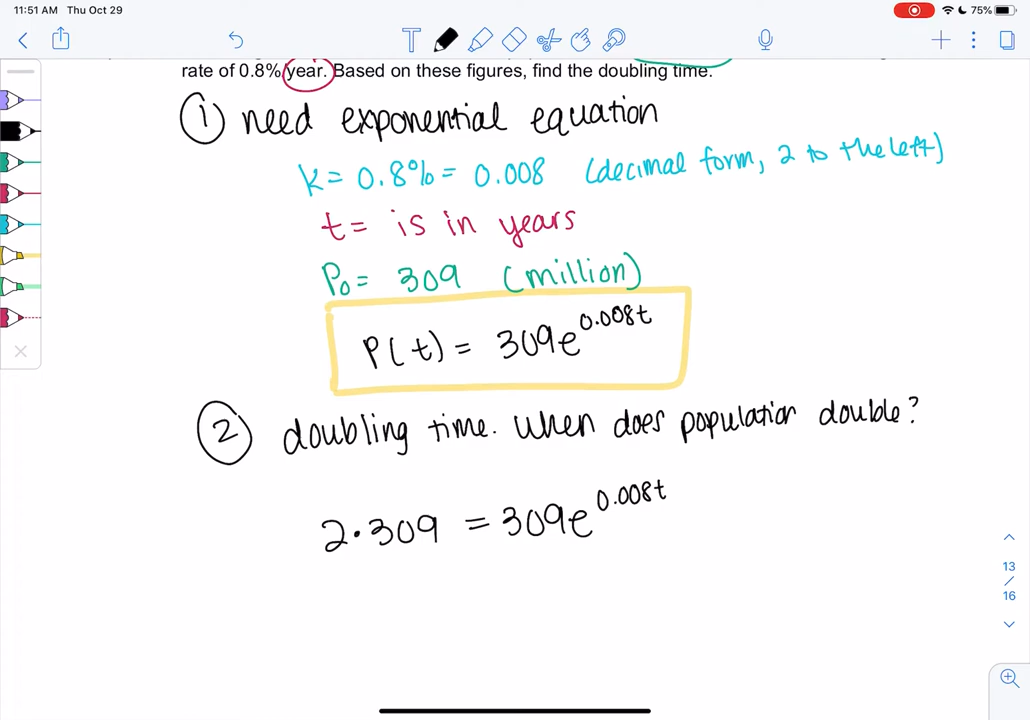 11:51 AM Thu Oct 29
75%
rate of 0.8%/year. Based on these figures, find the doubling time.
1 need exponential equation
k = 0.8% = 0.008 (decimal form, 2 to the left)
t = is in years
P₀ = 309 (million)
P(t) = 309e^0.008t
2 doubling time. When does population double?
2 · 309 = 309e^0.008t
13
/
16